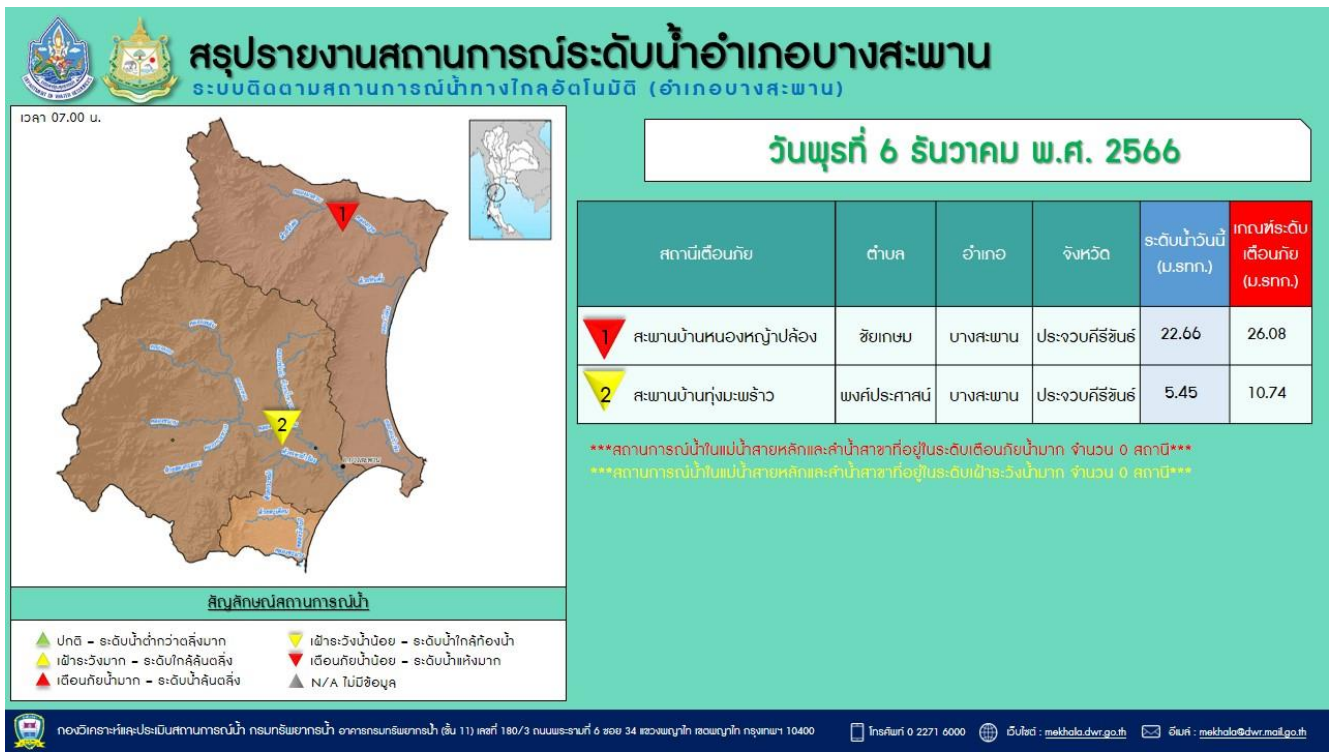 สรุปรายงานสถานการณ์ระดับน้ำอำเภอบางสะพาน
ระบบติดตามสถานการณ์น้ำทางไกลอัตโนมัติ (อำเภอบางสะพาน)
เวลา 07.00 น.
วันพุธที่ 6 ธันวาคม พ.ศ. 2566
สถานีเตือนภัย ตำบล อำเภอ จังหวัด ระดับน้ำวันนี้ (ม.รทก.) เกณฑ์ระดับเตือนภัย (ม.รทก.)
1 สะพานบ้านหนองหญ้าปล้อง ชัยเกษม บางสะพาน ประจวบคีรีขันธ์ 22.66 26.08
2 สะพานบ้านทุ่งมะพร้าว พงศ์ประศาสน์ บางสะพาน ประจวบคีรีขันธ์ 5.45 10.74
***สถานการณ์น้ำในแม่น้ำสายหลักและลำน้ำสาขาที่อยู่ในระดับเตือนภัยน้ำมาก จำนวน 0 สถานี***
***สถานการณ์น้ำในแม่น้ำสายหลักและลำน้ำสาขาที่อยู่ในระดับเฝ้าระวังน้ำมาก จำนวน 0 สถานี***
1
2
สัญลักษณ์สถานการณ์น้ำ
ปกติ - ระดับน้ำต่ำกว่าตลิ่งมาก
เฝ้าระวังมาก - ระดับใกล้ล้นตลิ่ง
เตือนภัยน้ำมาก - ระดับน้ำล้นตลิ่ง
เฝ้าระวังน้ำน้อย - ระดับน้ำใกล้ท้องน้ำ
เตือนภัยน้ำน้อย - ระดับน้ำแห้งมาก
N/A ไม่มีข้อมูล
กองวิเคราะห์และประเมินสถานการณ์น้ำ กรมทรัพยากรน้ำ อาคารกรมทรัพยากรน้ำ (ชั้น 11) เลขที่ 180/3 ถนนพระรามที่ 6 ซอย 34 แขวงพญาไท เขตพญาไท กรุงเทพฯ 10400 โทรศัพท์ 0 2271 6000 เว็บไซต์ : mekhala.dwr.go.th อีเมล์ : mekhala@dwr.mail.go.th